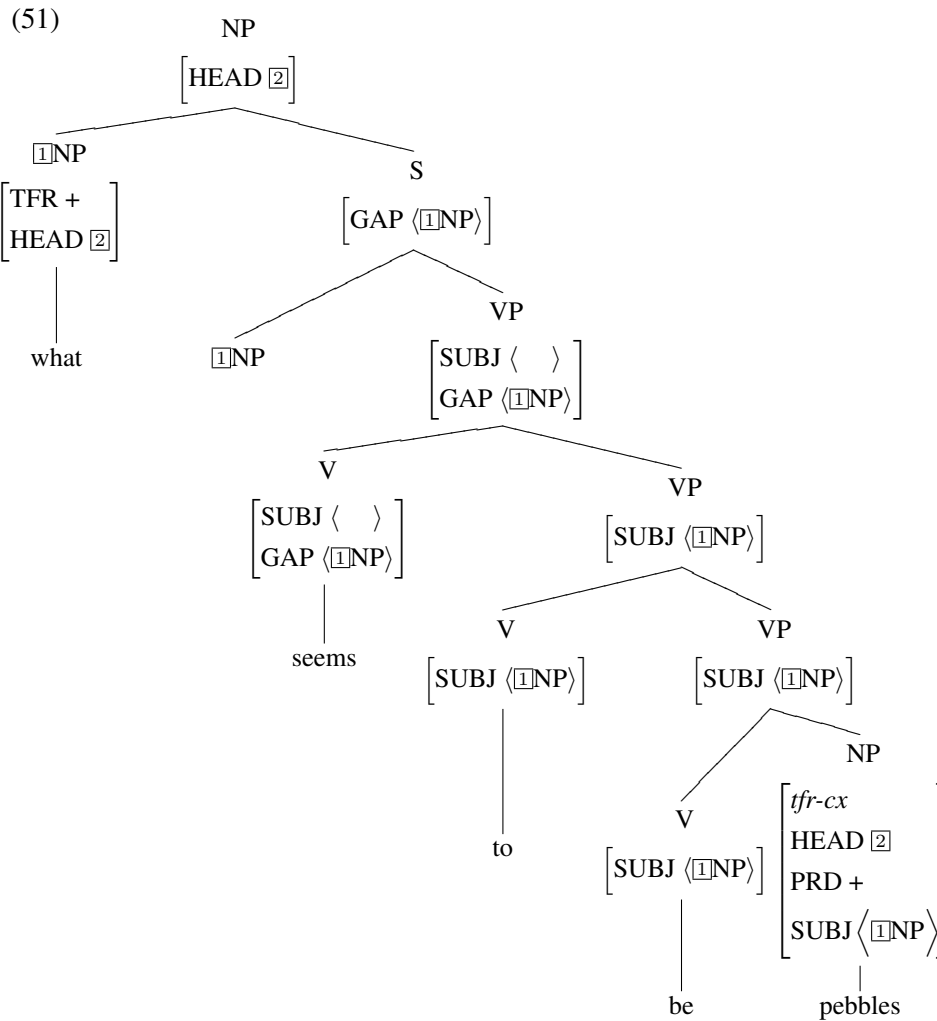 (51)
NP
[HEAD 2]
1NP
[TFR +
HEAD 2]
S
[GAP ⟨1NP⟩]
VP
what
1NP
[SUBJ ⟨ ⟩
GAP ⟨1NP⟩]
V
VP
[SUBJ ⟨ ⟩
GAP ⟨1NP⟩]
[SUBJ ⟨1NP⟩]
V
VP
seems
[SUBJ ⟨1NP⟩]
[SUBJ ⟨1NP⟩]
NP
V
to
[SUBJ ⟨1NP⟩]
[tfr-cx
HEAD 2
PRD +
SUBJ ⟨1NP⟩]
be
pebbles